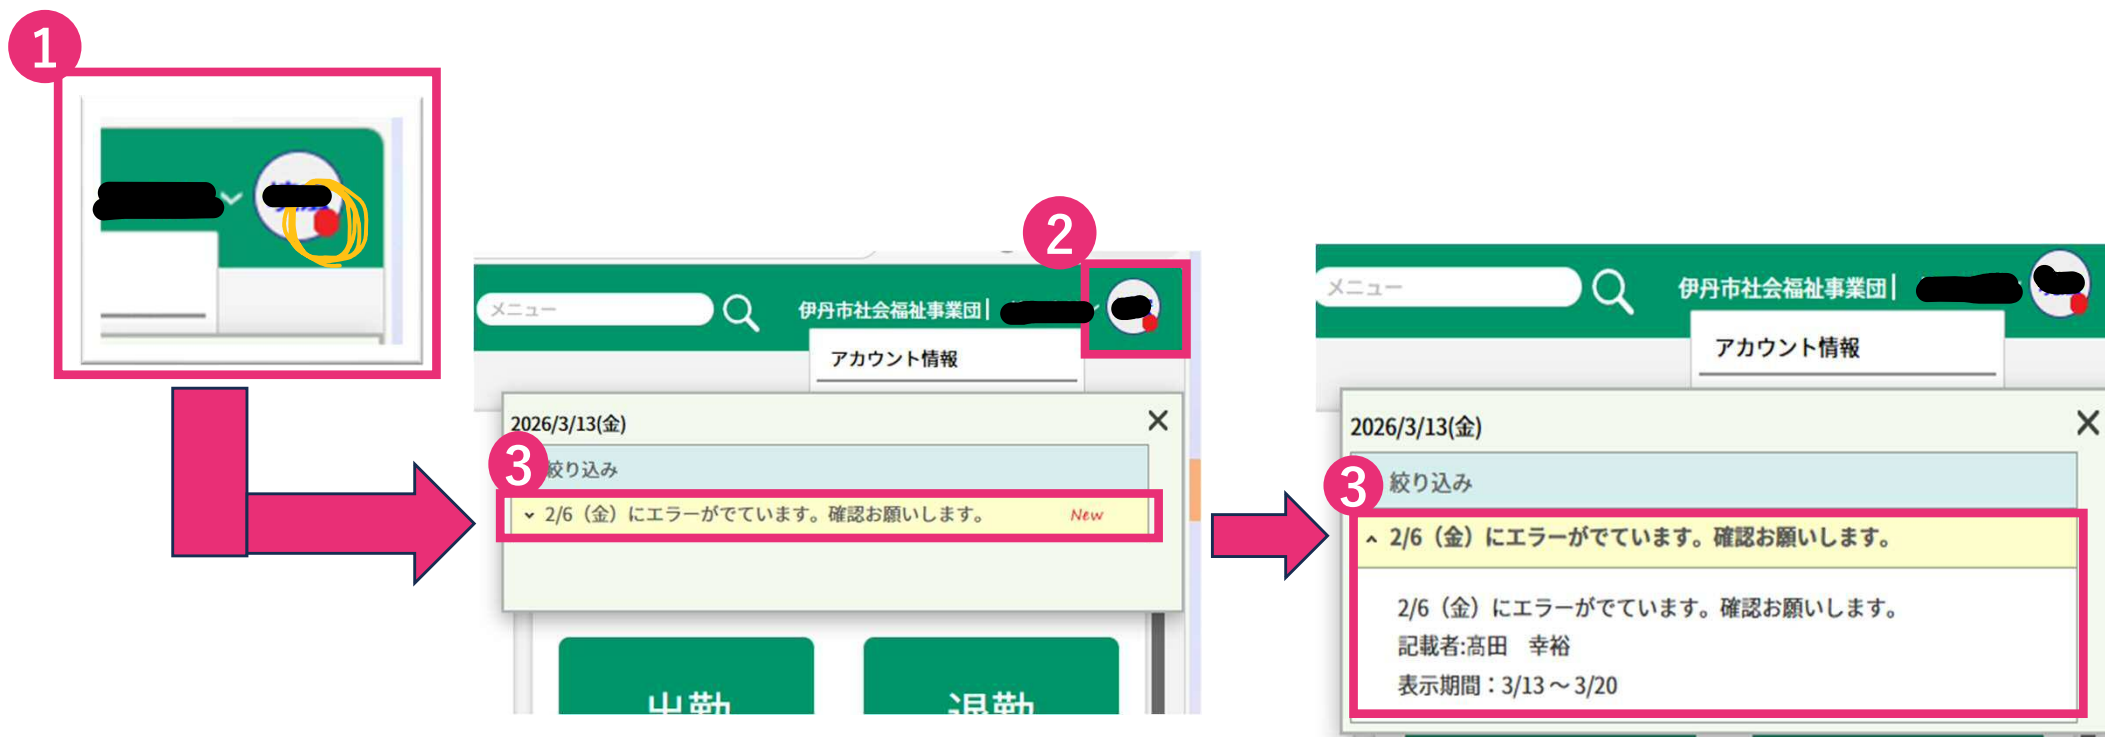 1
2
メニュー
伊丹市社会福祉事業団|
アカウント情報
2026/3/13(金)
3
絞り込み
2/6（金）にエラーがでています。確認お願いします。 New
出勤 退勤
メニュー
伊丹市社会福祉事業団|
アカウント情報
2026/3/13(金)
3
絞り込み
2/6（金）にエラーがでています。確認お願いします。
2/6（金）にエラーがでています。確認お願いします。
記載者:髙田　幸裕
表示期間：3/13～3/20